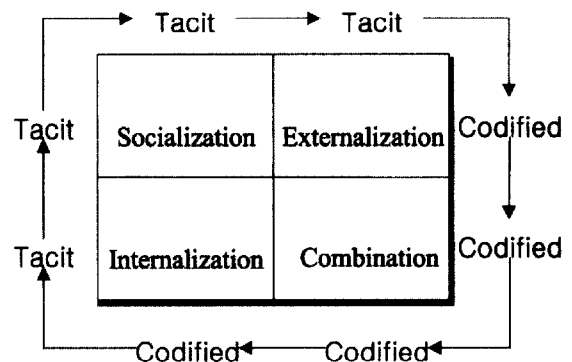 Tacit Tacit
Tacit Socialization Externalization Codified
Tacit Internalization Combination Codified
Codified Codified